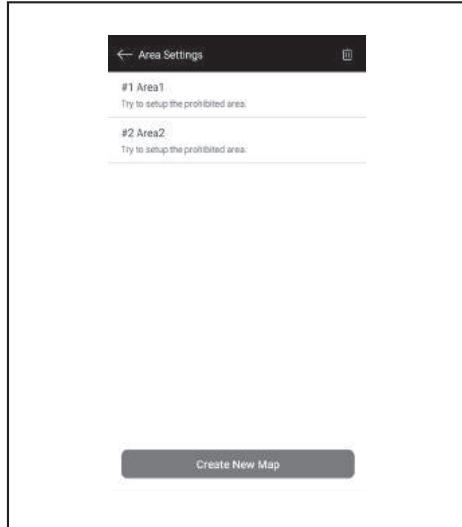 Area Settings
#1 Area1
Try to setup the prohibited area.
#2 Area2
Try to setup the prohibited area.
Create New Map